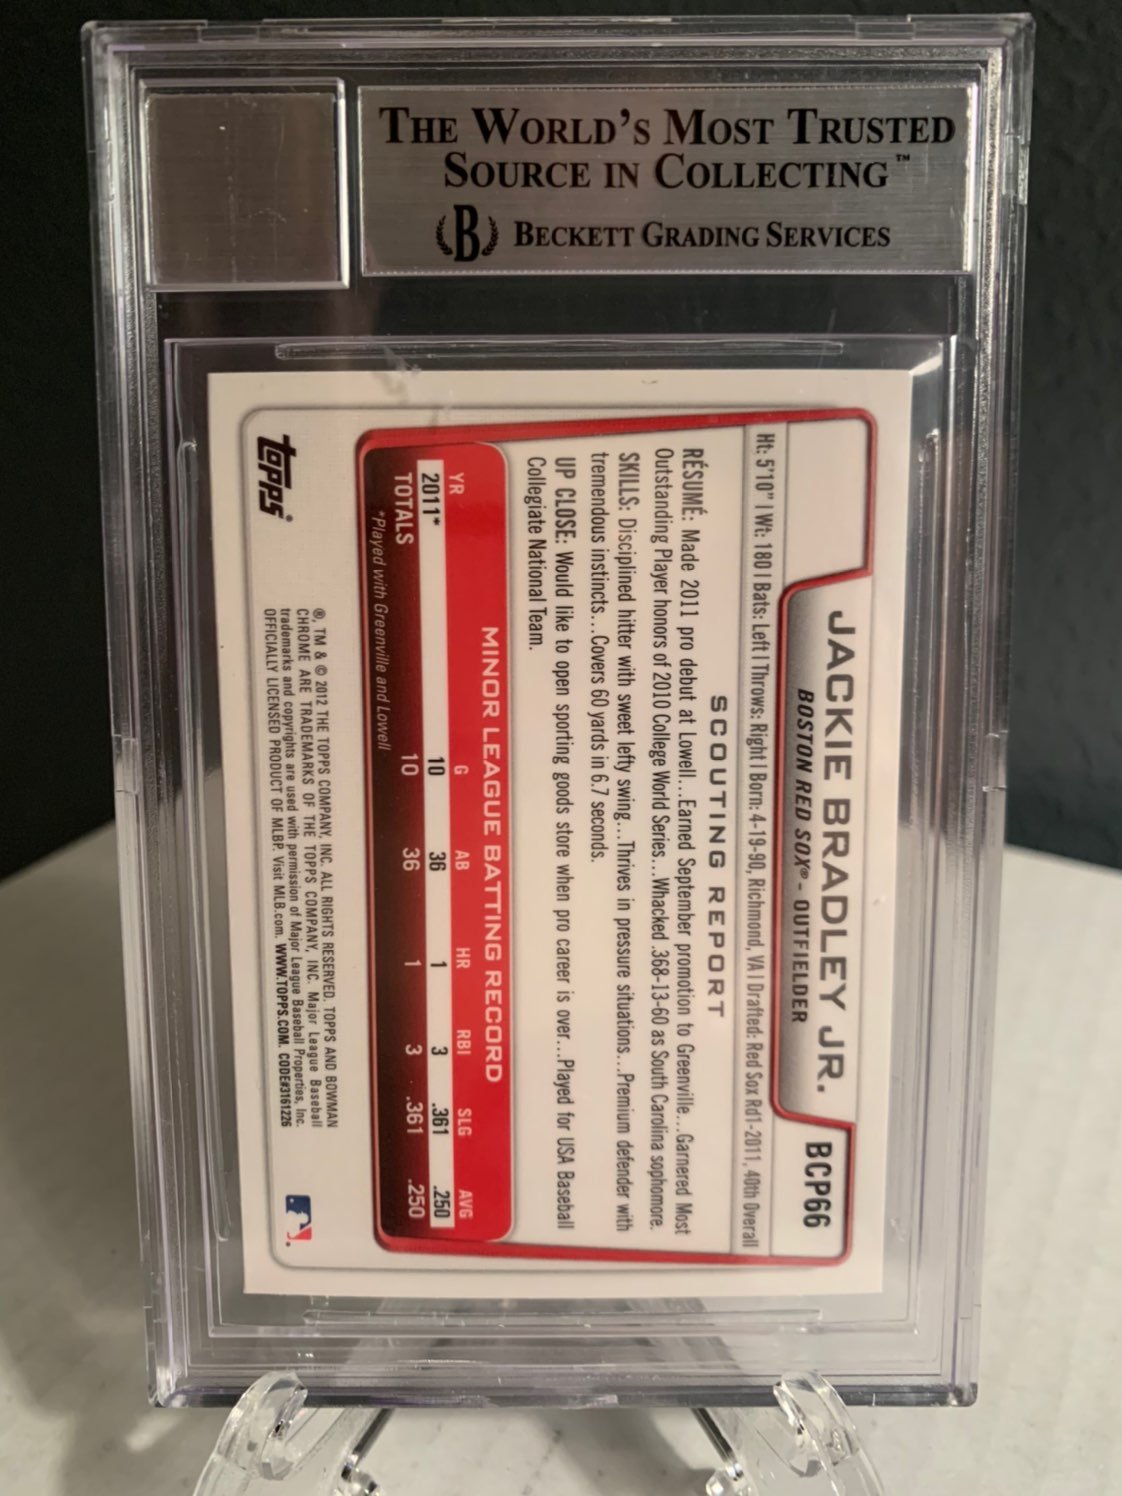 THE WORLD'S MOST TRUSTED
SOURCE IN COLLECTING™
B BECKETT GRADING SERVICES
JACKIE BRADLEY JR. BCP66
BOSTON RED SOX® - OUTFIELDER
Ht: 5'10" | Wt: 180 | Bats: Left | Throws: Right | Born: 4-19-90, Richmond, VA | Drafted: Red Sox Rd1-2011, 40th Overall
SCOUTING REPORT
RÉSUMÉ: Made 2011 pro debut at Lowell...Earned September promotion to Greenville...Garnered Most
Outstanding Player honors of 2010 College World Series...Whacked .368-13-60 as South Carolina sophomore.
SKILLS: Disciplined hitter with sweet lefty swing...Thrives in pressure situations...Premium defender with
tremendous instincts...Covers 60 yards in 6.7 seconds.
UP CLOSE: Would like to open sporting goods store when pro career is over...Played for USA Baseball
Collegiate National Team.
MINOR LEAGUE BATTING RECORD
YR G AB HR RBI SLG AVG
2011* 10 36 1 3 .361 .250
TOTALS 10 36 1 3 .361 .250
*Played with Greenville and Lowell
®, TM & © 2012 THE TOPPS COMPANY, INC. ALL RIGHTS RESERVED. TOPPS AND BOWMAN
CHROME ARE TRADEMARKS OF THE TOPPS COMPANY, INC. Major League Baseball
trademarks and copyrights are used with permission of Major League Baseball Properties, Inc.
OFFICIALLY LICENSED PRODUCT OF MLBP. Visit MLB.com. WWW.TOPPS.COM. CODE#3161226
topps®